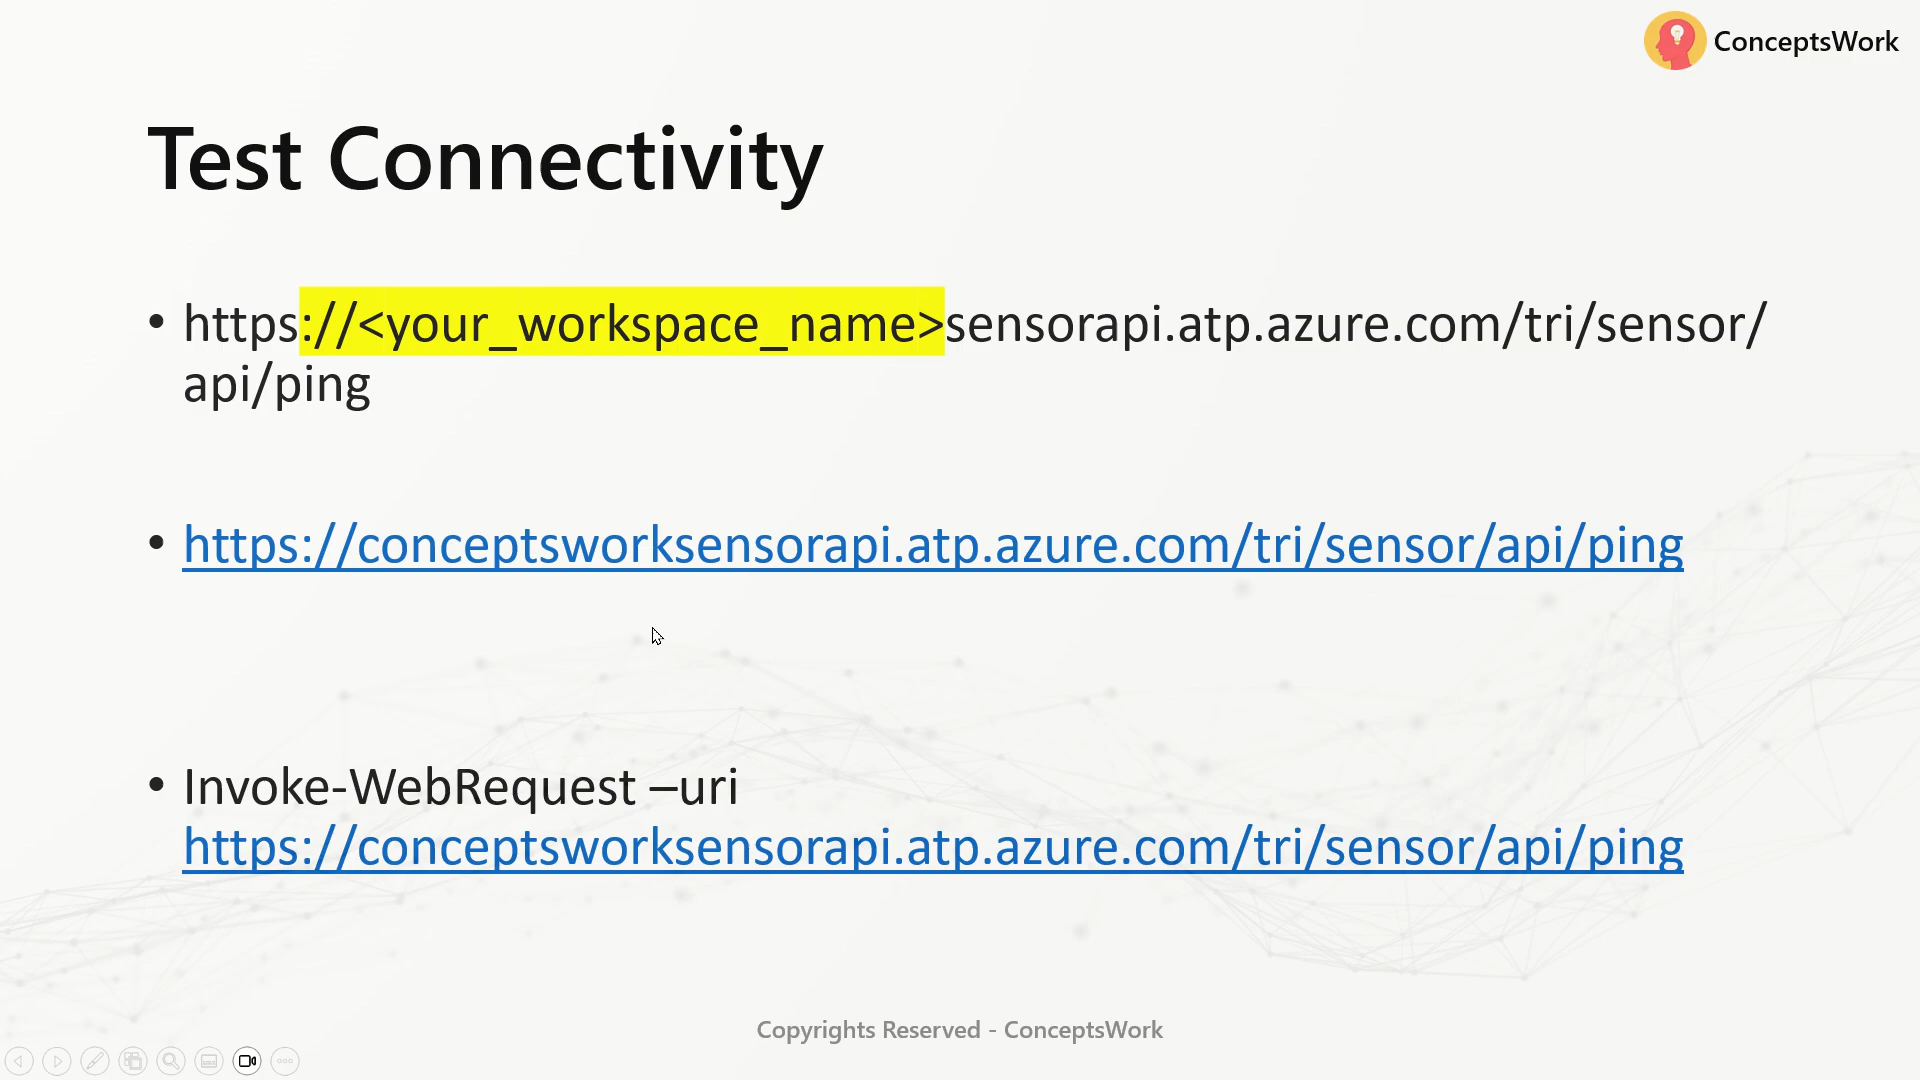 ConceptsWork
Test Connectivity
• https://<your_workspace_name>sensorapi.atp.azure.com/tri/sensor/
api/ping
• https://conceptsworksensorapi.atp.azure.com/tri/sensor/api/ping
• Invoke-WebRequest –uri
https://conceptsworksensorapi.atp.azure.com/tri/sensor/api/ping
Copyrights Reserved - ConceptsWork